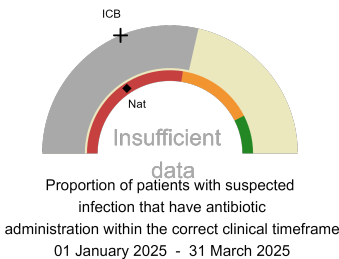 ICB
Nat
Insufficient
data
Proportion of patients with suspected
infection that have antibiotic
administration within the correct clinical timeframe
01 January 2025 - 31 March 2025